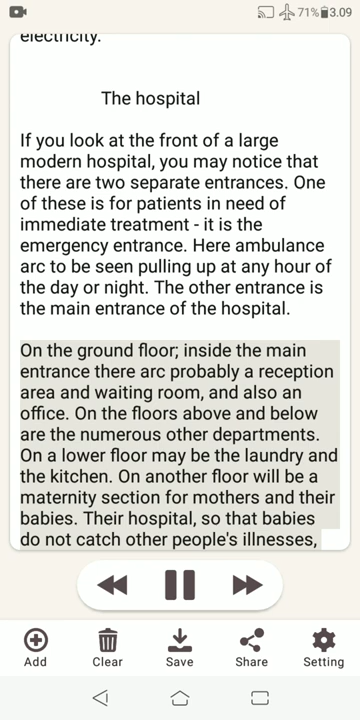 71% 3.09
electricity.
The hospital
If you look at the front of a large
modern hospital, you may notice that
there are two separate entrances. One
of these is for patients in need of
immediate treatment - it is the
emergency entrance. Here ambulance
arc to be seen pulling up at any hour of
the day or night. The other entrance is
the main entrance of the hospital.
On the ground floor; inside the main
entrance there arc probably a reception
area and waiting room, and also an
office. On the floors above and below
are the numerous other departments.
On a lower floor may be the laundry and
the kitchen. On another floor will be a
maternity section for mothers and their
babies. Their hospital, so that babies
do not catch other people's illnesses,
Add Clear Save Share Setting